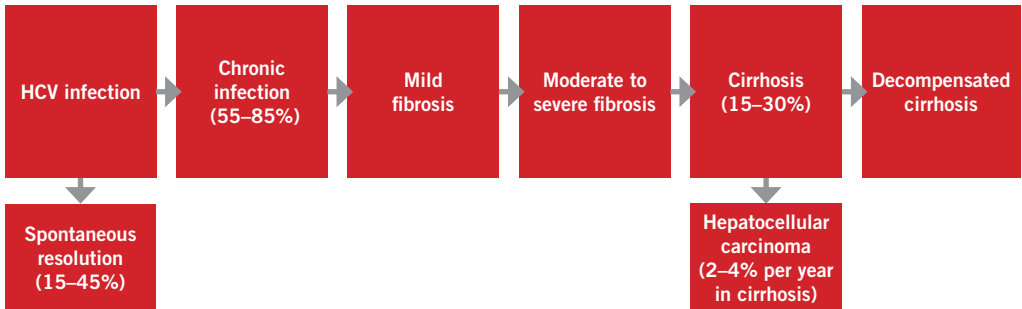 HCV infection
Chronic
infection
(55–85%)
Mild
fibrosis
Moderate to
severe fibrosis
Cirrhosis
(15–30%)
Decompensated
cirrhosis
Spontaneous
resolution
(15–45%)
Hepatocellular
carcinoma
(2–4% per year
in cirrhosis)